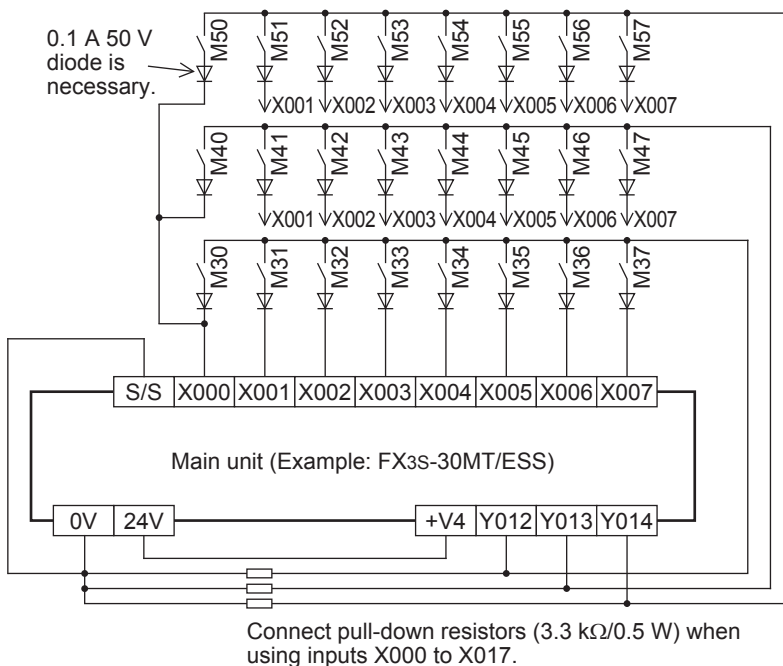 0.1 A 50 V
diode is
necessary.
M50 M51 M52 M53 M54 M55 M56 M57
X001 X002 X003 X004 X005 X006 X007
M40 M41 M42 M43 M44 M45 M46 M47
X001 X002 X003 X004 X005 X006 X007
M30 M31 M32 M33 M34 M35 M36 M37
S/S X000 X001 X002 X003 X004 X005 X006 X007
Main unit (Example: FX3S-30MT/ESS)
0V 24V +V4 Y012 Y013 Y014
Connect pull-down resistors (3.3 kΩ/0.5 W) when
using inputs X000 to X017.